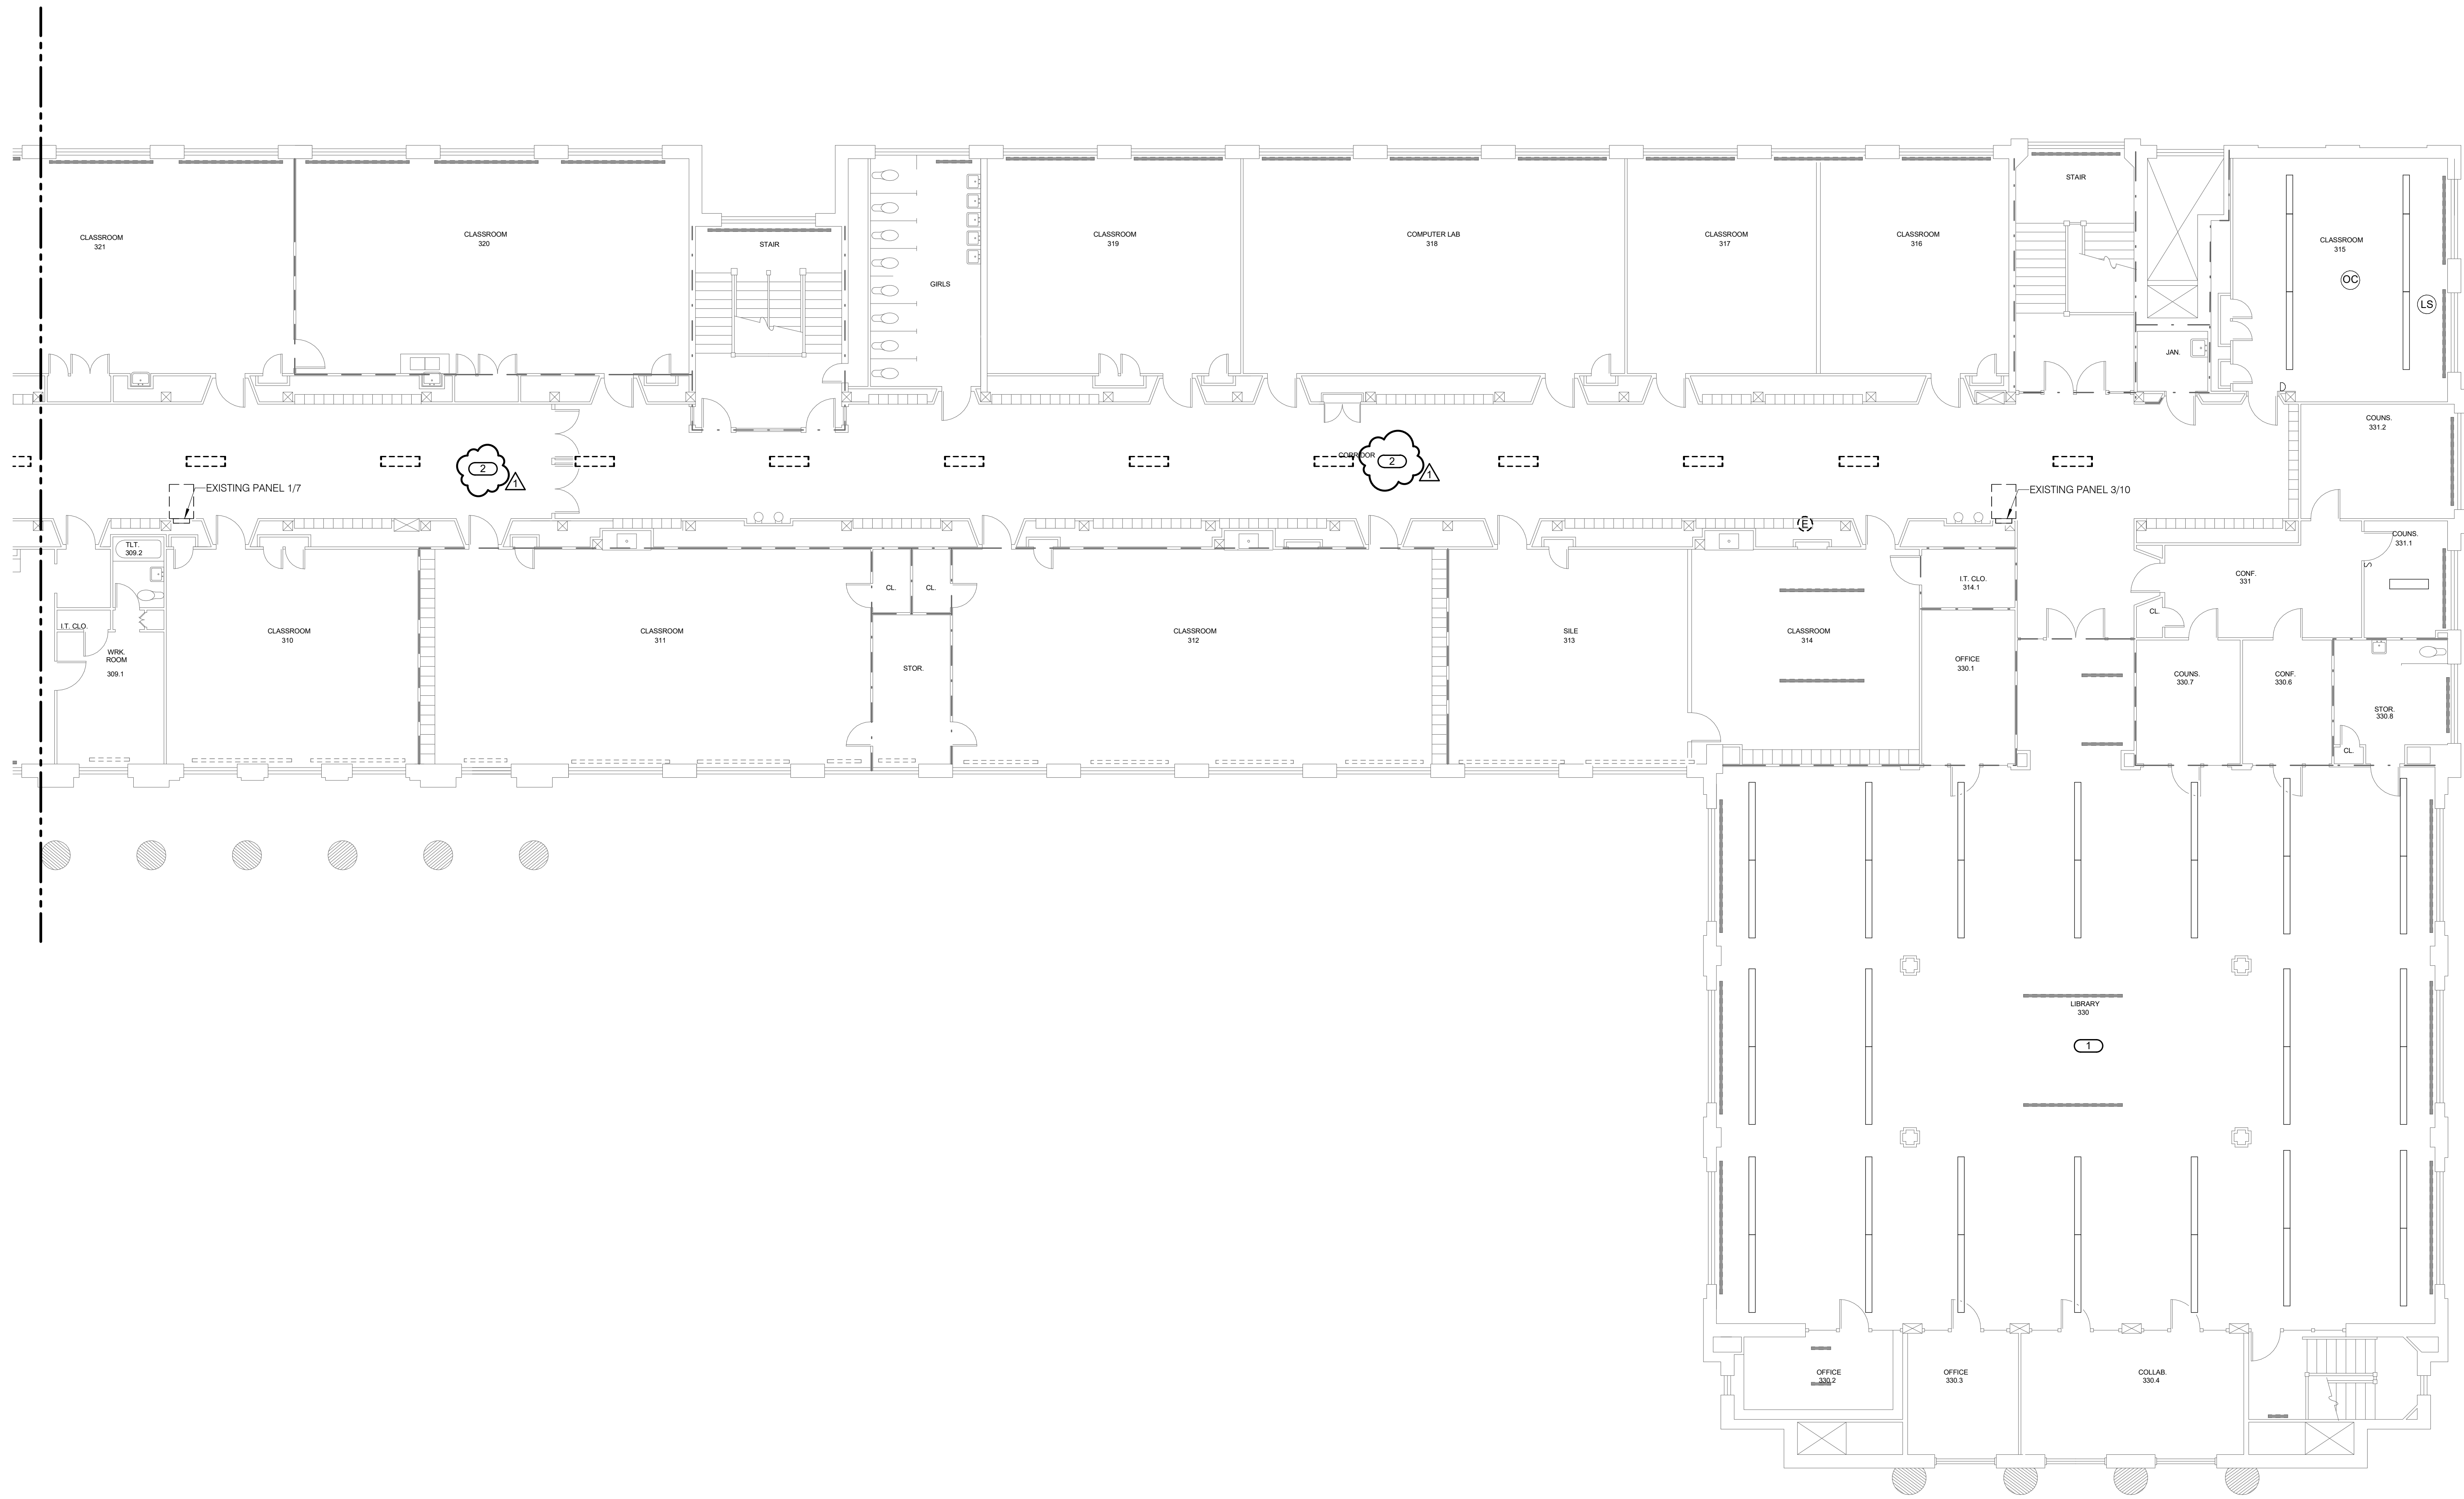 CLASSROOM
321
CLASSROOM
320
STAIR
GIRLS
CLASSROOM
319
COMPUTER LAB
318
CLASSROOM
317
CLASSROOM
316
STAIR
JAN.
CLASSROOM
315
OC
LS
D
COUNS.
331.2
2
1
CORRIDOR
2
1
EXISTING PANEL 1/7
EXISTING PANEL 3/10
E
TLT.
309.2
I.T. CLO.
WRK.
ROOM
309.1
CLASSROOM
310
CLASSROOM
311
CL.
CL.
STOR.
CLASSROOM
312
SILE
313
CLASSROOM
314
I.T. CLO.
314.1
OFFICE
330.1
COUNS.
331.1
S
CONF.
331
CL.
COUNS.
330.7
CONF.
330.6
STOR.
330.8
CL.
LIBRARY
330
1
OFFICE
330.2
OFFICE
330.3
COLLAB.
330.4